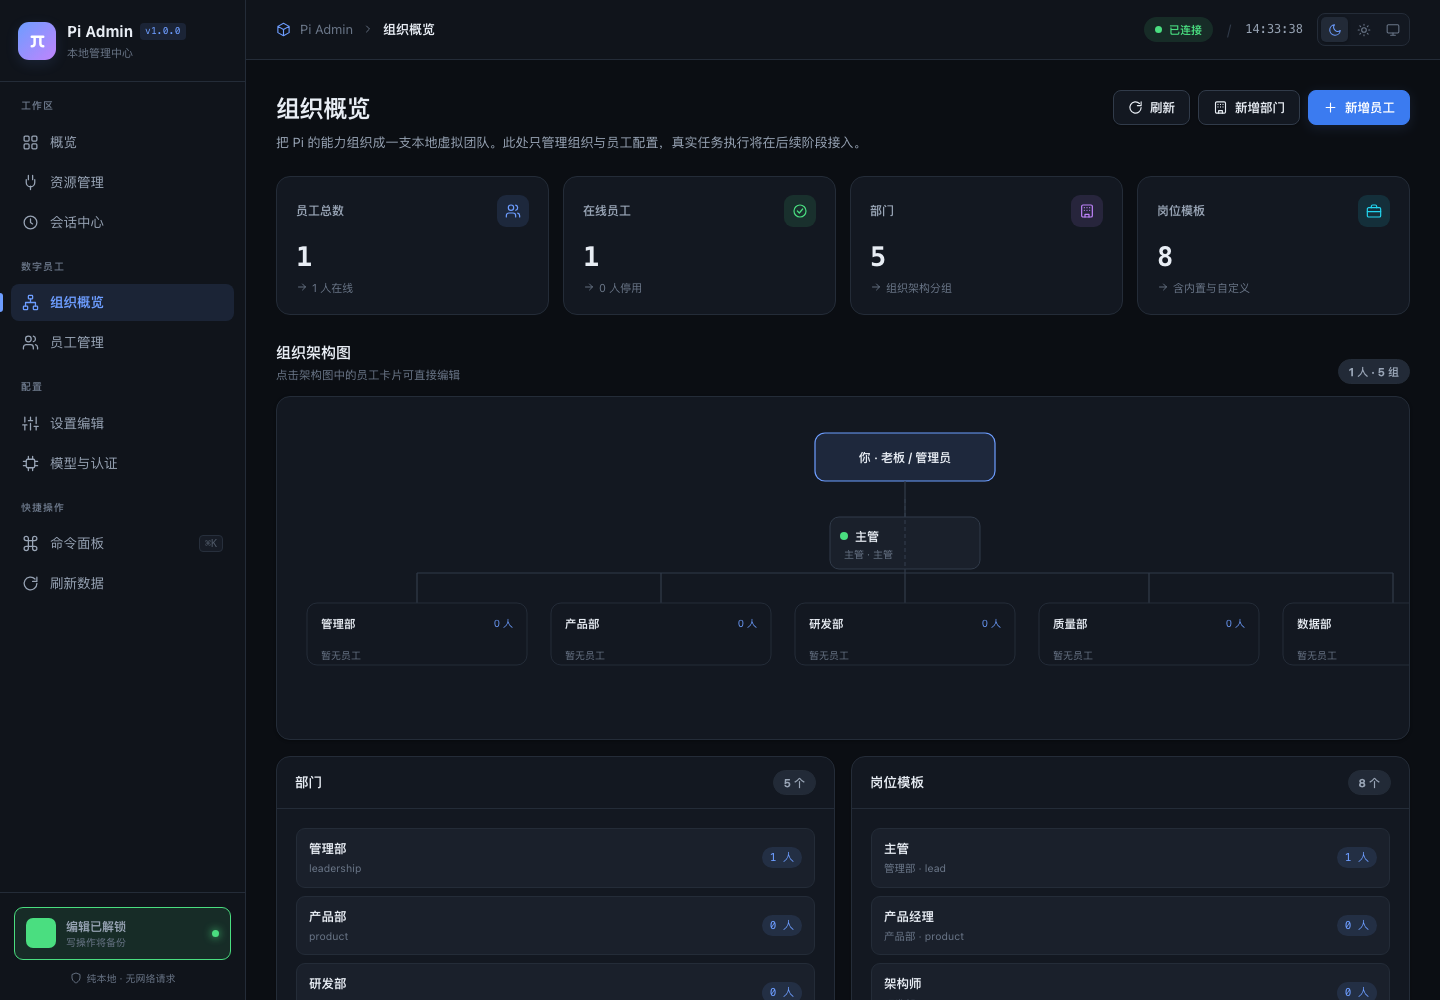 π
Pi Admin v1.0.0
本地管理中心
工作区
概览
资源管理
会话中心
数字员工
组织概览
员工管理
配置
设置编辑
模型与认证
快捷操作
命令面板 ⌘K
刷新数据
编辑已解锁
写操作将备份
纯本地 · 无网络请求
Pi Admin > 组织概览
已连接 / 14:33:38
组织概览
刷新
新增部门
+ 新增员工
把 Pi 的能力组织成一支本地虚拟团队。此处只管理组织与员工配置，真实任务执行将在后续阶段接入。
员工总数
1
→ 1 人在线
在线员工
1
→ 0 人停用
部门
5
→ 组织架构分组
岗位模板
8
→ 含内置与自定义
组织架构图
点击架构图中的员工卡片可直接编辑
1 人 · 5 组
你 · 老板 / 管理员
主管
主管 · 主管
管理部 0 人
暂无员工
产品部 0 人
暂无员工
研发部 0 人
暂无员工
质量部 0 人
暂无员工
数据部
暂无员工
部门 5 个
管理部
leadership
1 人
产品部
product
0 人
研发部
0 人
岗位模板 8 个
主管
管理部 · lead
1 人
产品经理
产品部 · product
0 人
架构师
0 人